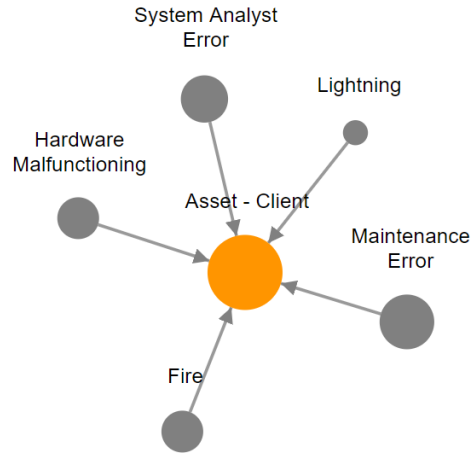 System Analyst
Error
Lightning
Hardware
Malfunctioning
Asset - Client
Maintenance
Error
Fire